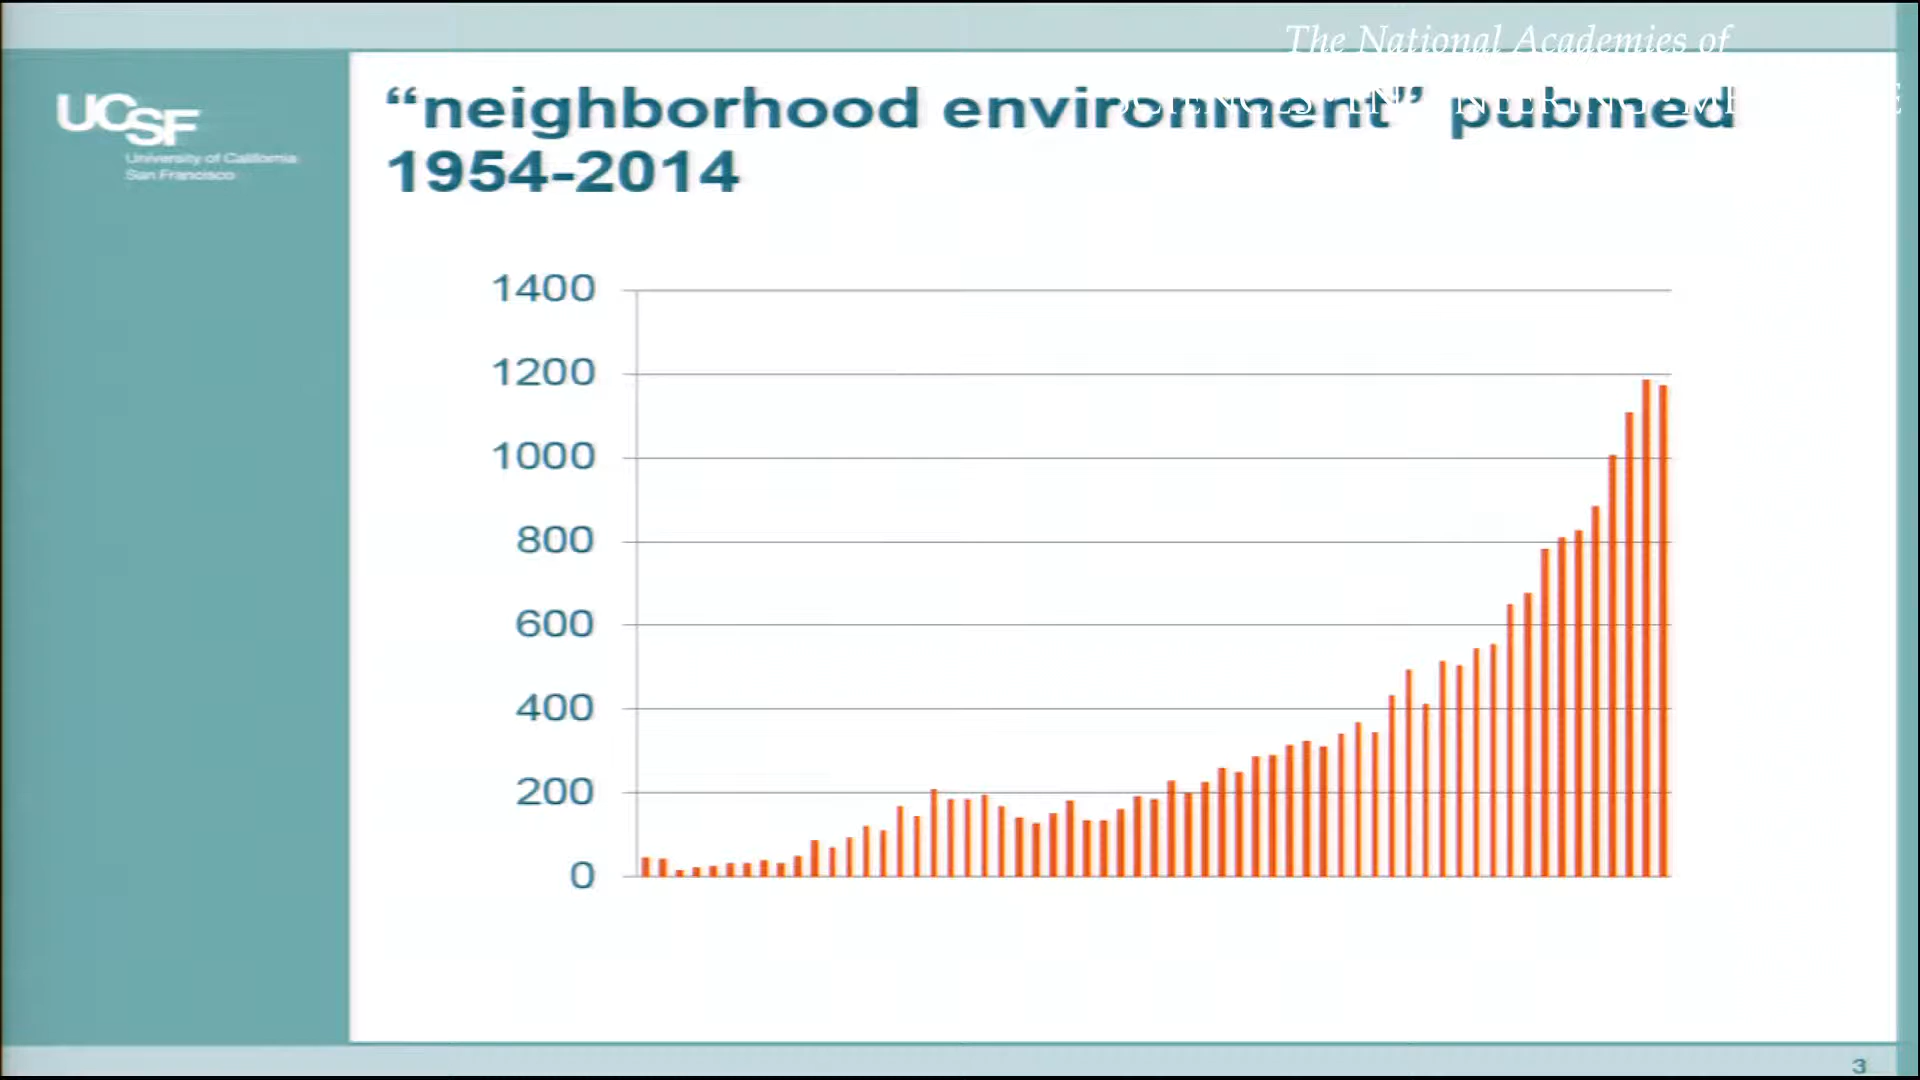 The National Academies of
UCSF
University of California
San Francisco
“neighborhood environment” pubmed
1954-2014
1400
1200
1000
800
600
400
200
0
3